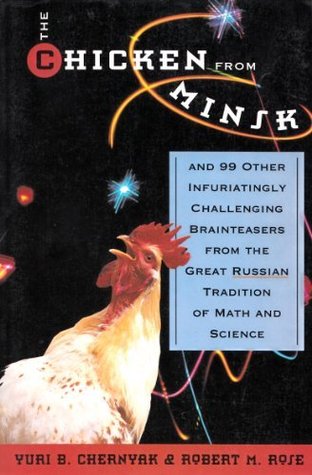 THE
CHICKEN FROM
MINSK
AND 99 OTHER
INFURIATINGLY
CHALLENGING
BRAINTEASERS
FROM THE
GREAT RUSSIAN
TRADITION
OF MATH AND
SCIENCE
YURI B. CHERNYAK & ROBERT M. ROSE